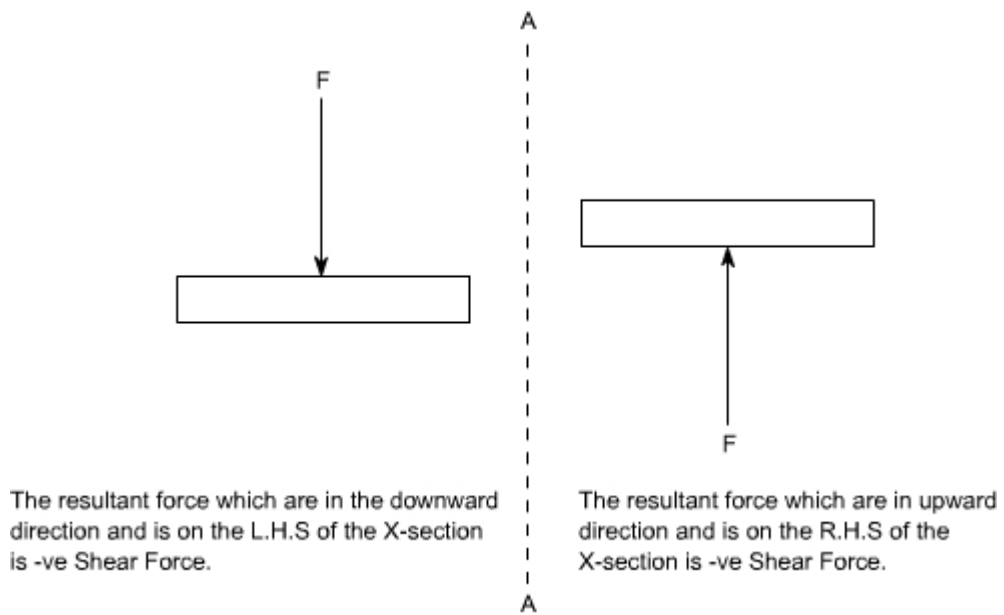 A
F
The resultant force which are in the downward
direction and is on the L.H.S of the X-section
is -ve Shear Force.
F
The resultant force which are in upward
direction and is on the R.H.S of the
X-section is -ve Shear Force.
A